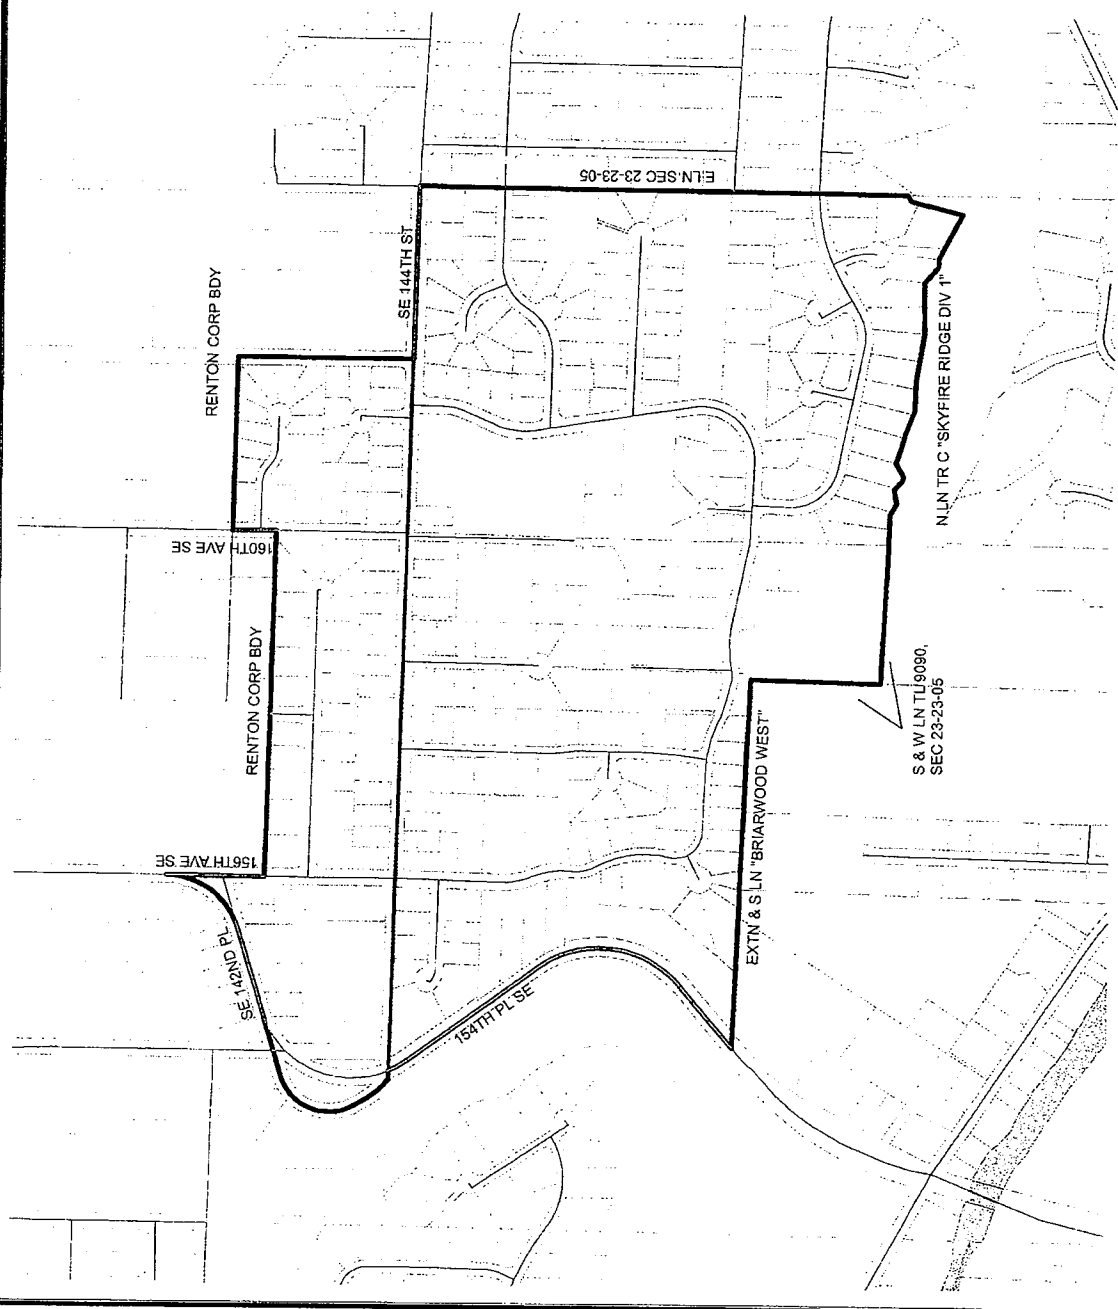 RENTON CORP BDY
SE 144TH ST
E LN SEC 23-23-05
160TH AVE SE
RENTON CORP BDY
156TH AVE SE
SE 142ND PL
154TH PL SE
EXTN & S LN "BRIARWOOD WEST"
S & W LN TL 9090,
SEC 23-23-05
N LN TR C "SKYFIRE RIDGE DIV 1"